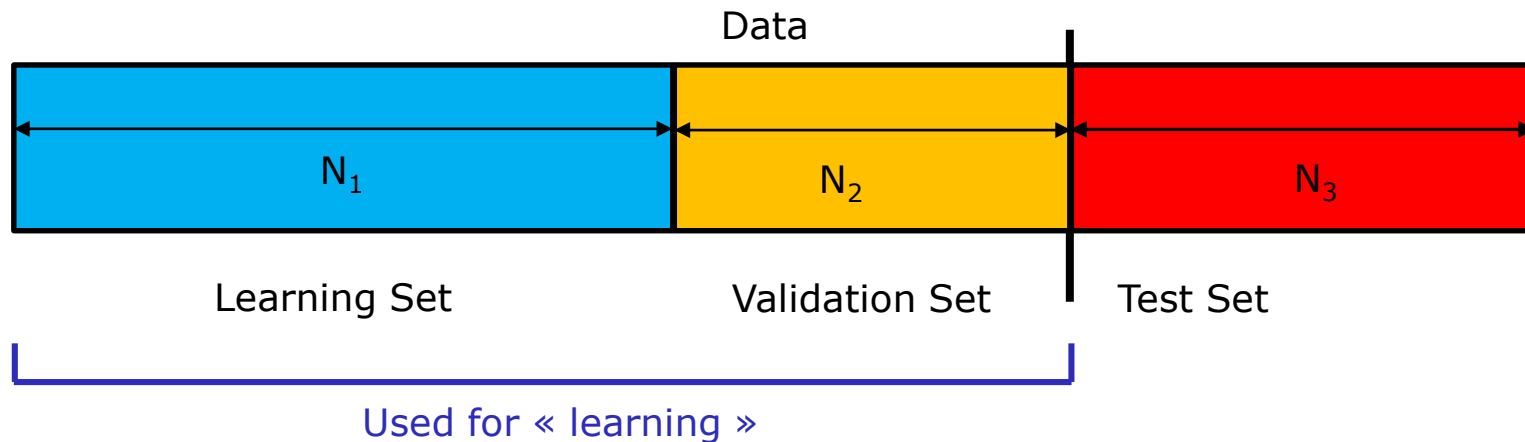 Data
N₁ N₂ N₃
Learning Set Validation Set Test Set
Used for « learning »